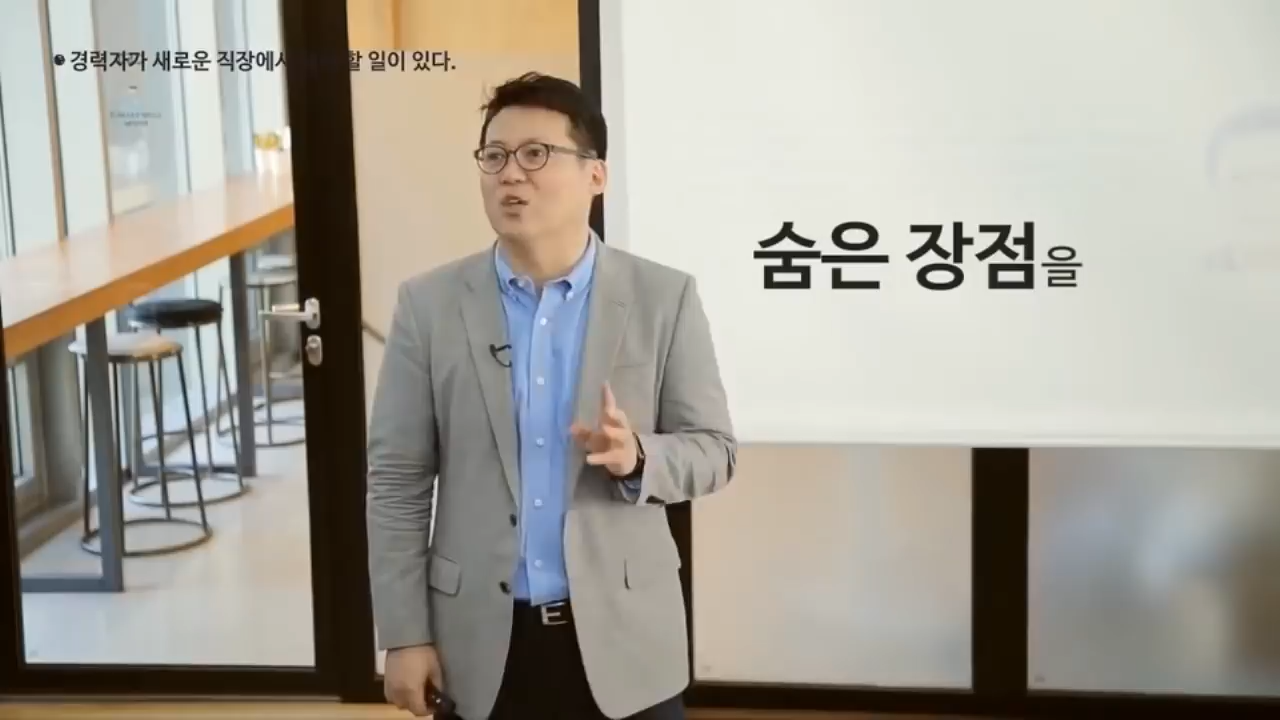 경력자가 새로운 직장에서 할 일이 있다.
숨은 장점을